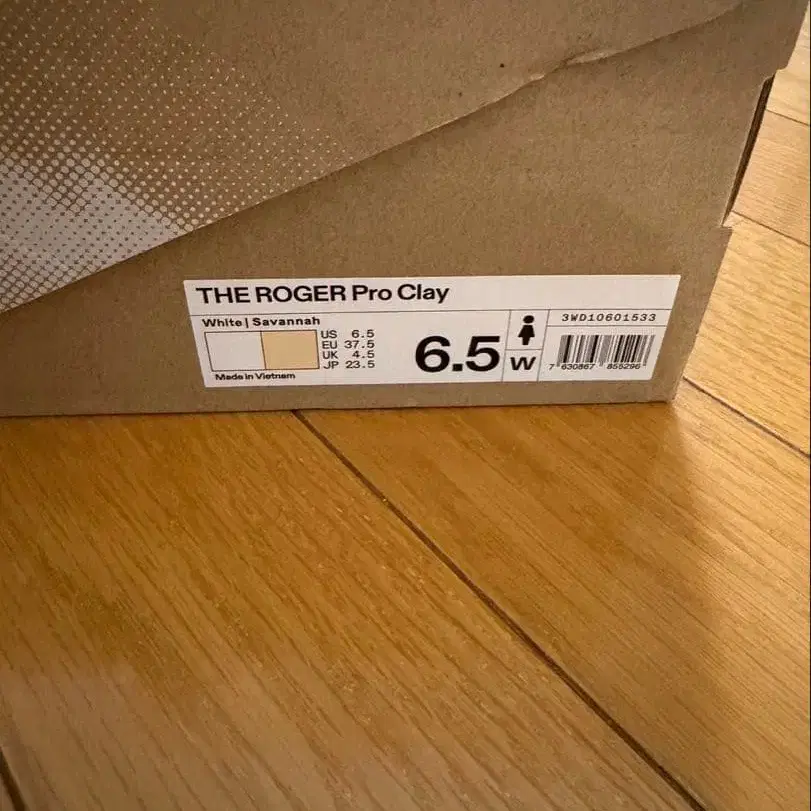 THE ROGER Pro Clay
White | Savannah
US 6.5
EU 37.5
UK 4.5
JP 23.5
Made in Vietnam
6.5
W
3WD10601533
7 630867 855296